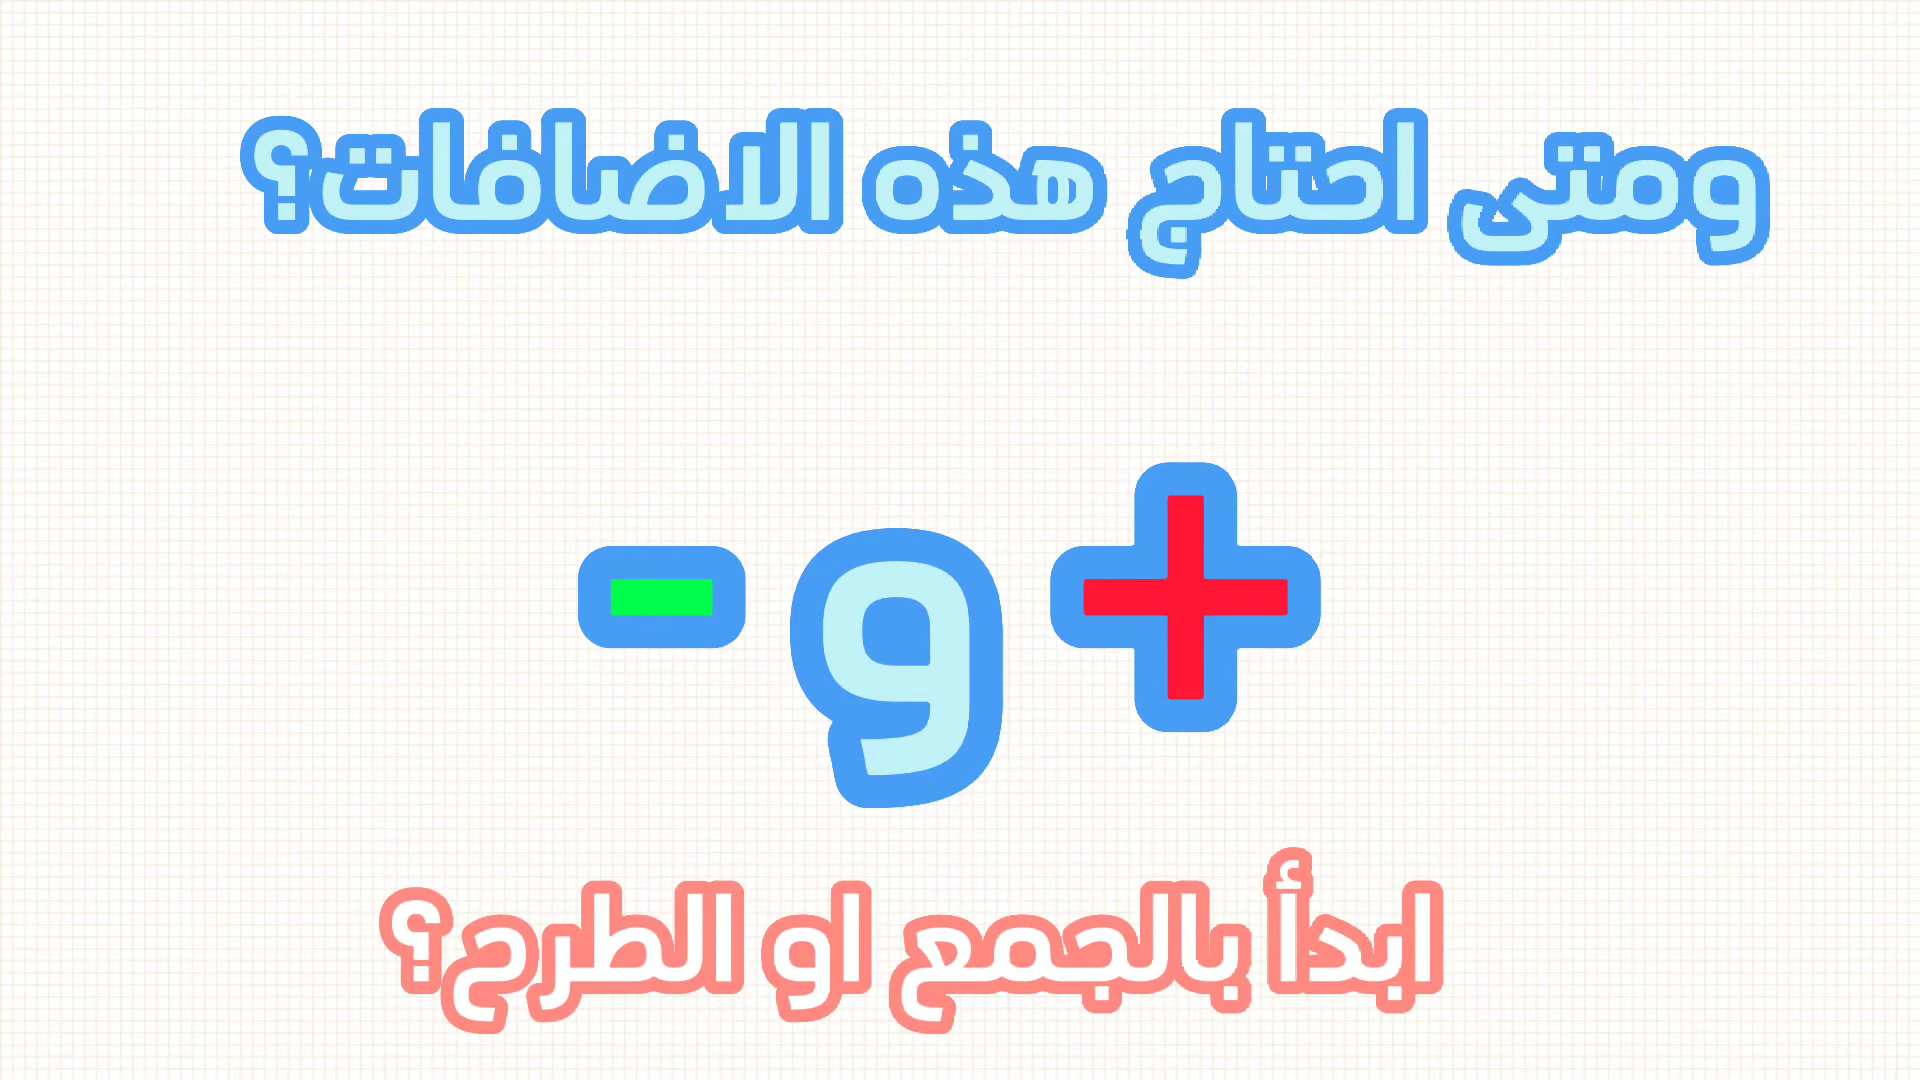 ومتى احتاج هذه الاضافات؟
+ و -
ابدأ بالجمع او الطرح؟